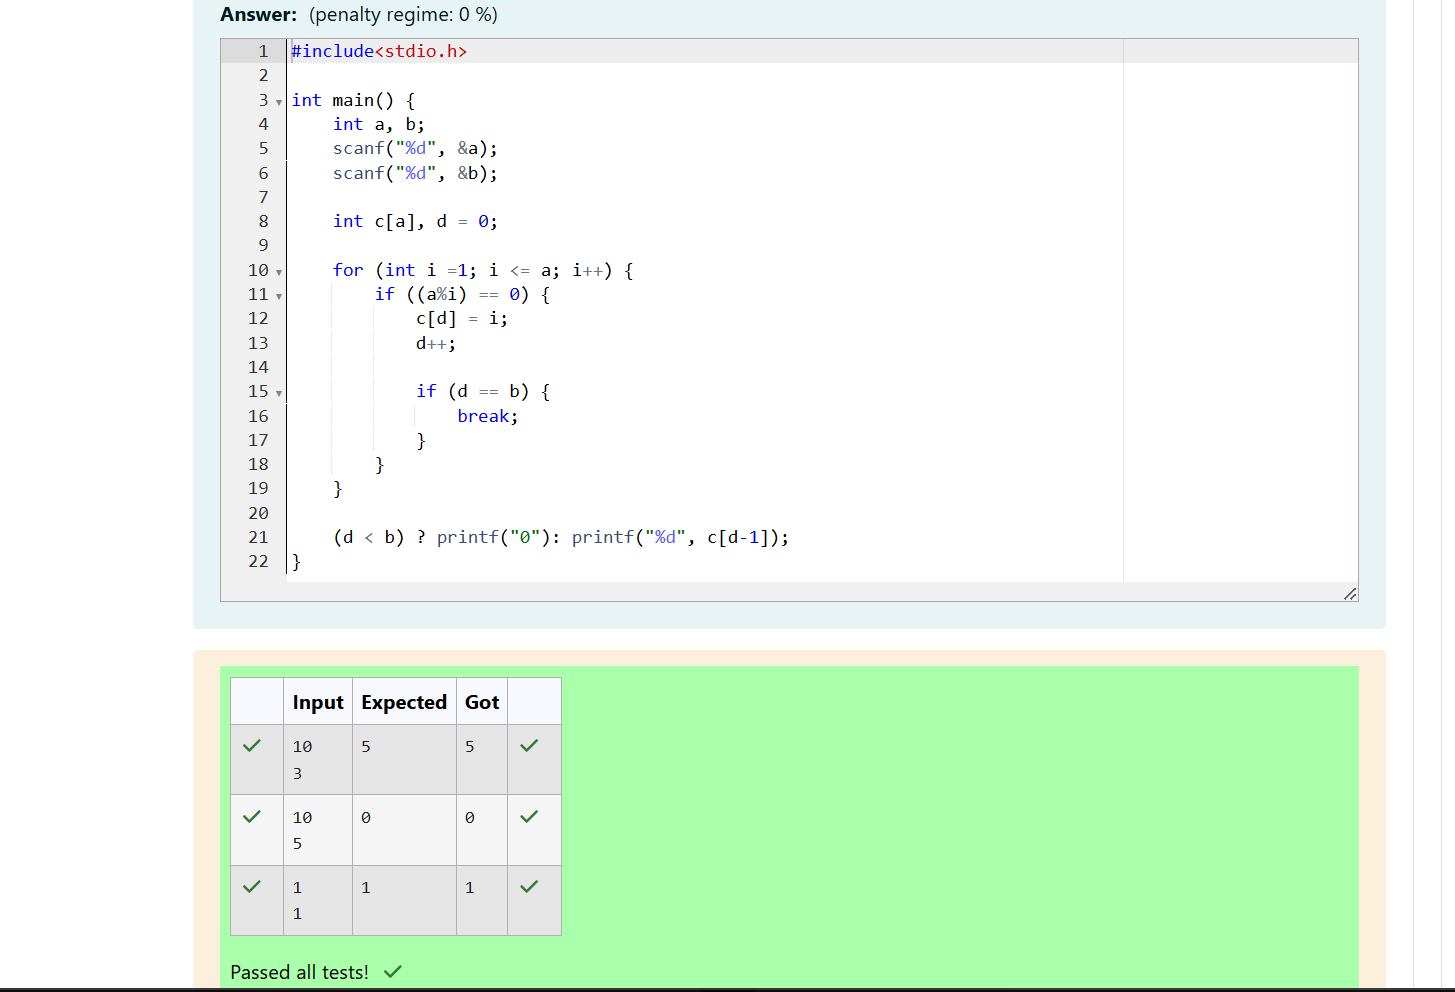 Answer: (penalty regime: 0 %)
1 #include<stdio.h>
2
3 int main() {
4     int a, b;
5     scanf("%d", &a);
6     scanf("%d", &b);
7
8     int c[a], d = 0;
9
10     for (int i =1; i <= a; i++) {
11         if ((a%i) == 0) {
12             c[d] = i;
13             d++;
14
15             if (d == b) {
16                 break;
17             }
18         }
19     }
20
21     (d < b) ? printf("0"): printf("%d", c[d-1]);
22 }
Input Expected Got
10 5 5
3
10 0 0
5
1 1 1
1
Passed all tests!